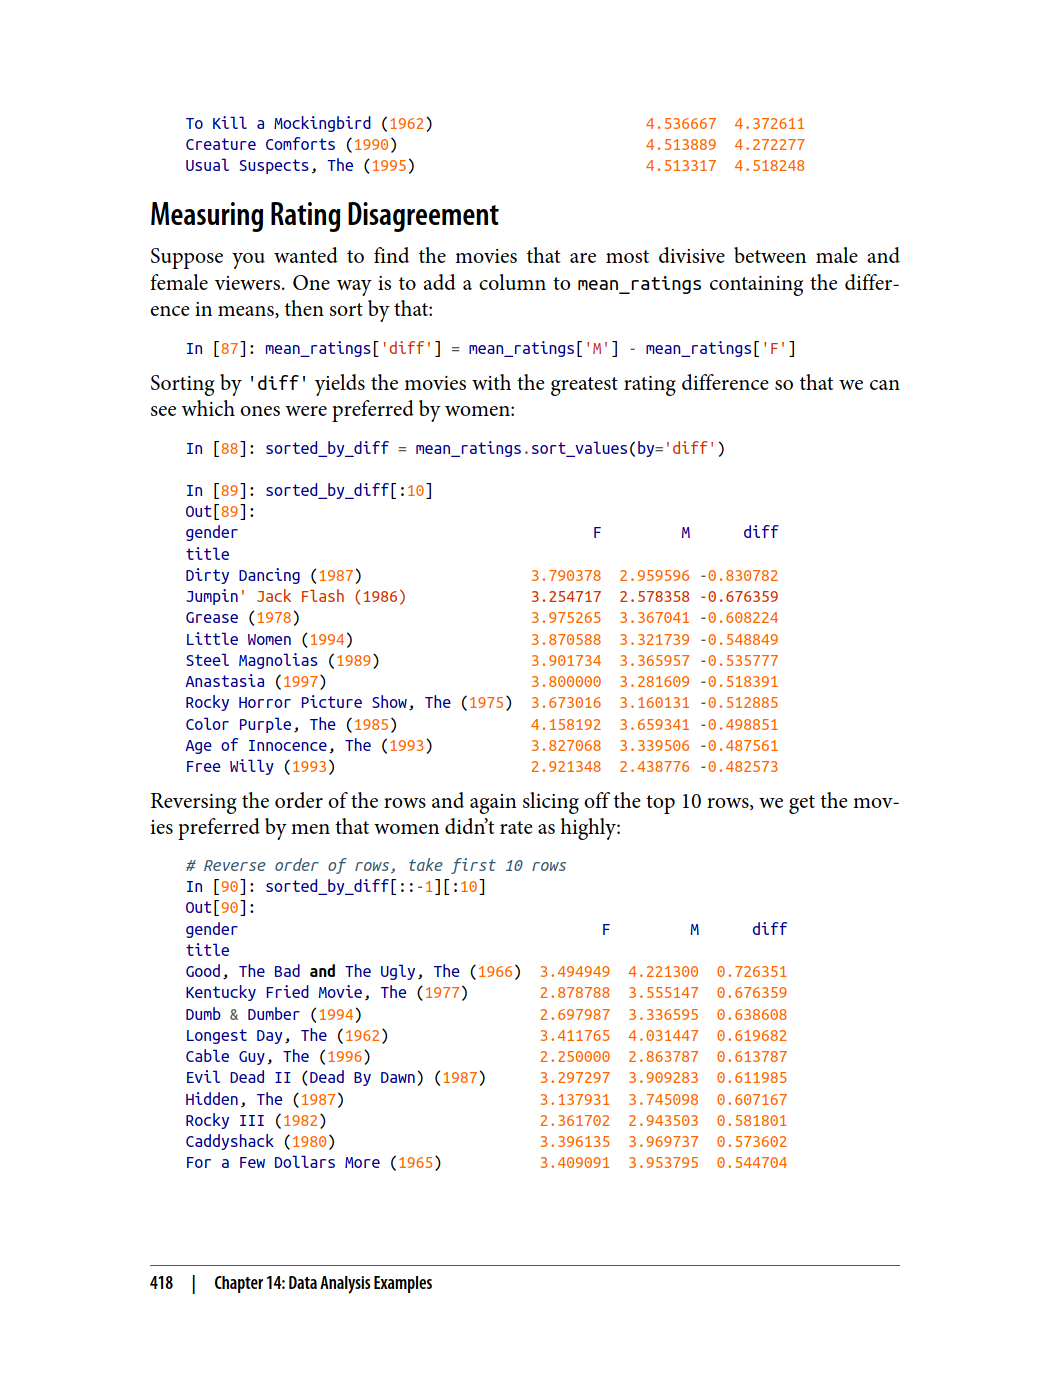 To Kill a Mockingbird (1962) 4.536667 4.372611
Creature Comforts (1990) 4.513889 4.272277
Usual Suspects, The (1995) 4.513317 4.518248
Measuring Rating Disagreement
Suppose you wanted to find the movies that are most divisive between male and
female viewers. One way is to add a column to mean_ratings containing the differ-
ence in means, then sort by that:
In [87]: mean_ratings['diff'] = mean_ratings['M'] - mean_ratings['F']
Sorting by 'diff' yields the movies with the greatest rating difference so that we can
see which ones were preferred by women:
In [88]: sorted_by_diff = mean_ratings.sort_values(by='diff')
In [89]: sorted_by_diff[:10]
Out[89]:
gender F M diff
title
Dirty Dancing (1987) 3.790378 2.959596 -0.830782
Jumpin' Jack Flash (1986) 3.254717 2.578358 -0.676359
Grease (1978) 3.975265 3.367041 -0.608224
Little Women (1994) 3.870588 3.321739 -0.548849
Steel Magnolias (1989) 3.901734 3.365957 -0.535777
Anastasia (1997) 3.800000 3.281609 -0.518391
Rocky Horror Picture Show, The (1975) 3.673016 3.160131 -0.512885
Color Purple, The (1985) 4.158192 3.659341 -0.498851
Age of Innocence, The (1993) 3.827068 3.339506 -0.487561
Free Willy (1993) 2.921348 2.438776 -0.482573
Reversing the order of the rows and again slicing off the top 10 rows, we get the mov-
ies preferred by men that women didn't rate as highly:
# Reverse order of rows, take first 10 rows
In [90]: sorted_by_diff[::-1][:10]
Out[90]:
gender F M diff
title
Good, The Bad and The Ugly, The (1966) 3.494949 4.221300 0.726351
Kentucky Fried Movie, The (1977) 2.878788 3.555147 0.676359
Dumb & Dumber (1994) 2.697987 3.336595 0.638608
Longest Day, The (1962) 3.411765 4.031447 0.619682
Cable Guy, The (1996) 2.250000 2.863787 0.613787
Evil Dead II (Dead By Dawn) (1987) 3.297297 3.909283 0.611985
Hidden, The (1987) 3.137931 3.745098 0.607167
Rocky III (1982) 2.361702 2.943503 0.581801
Caddyshack (1980) 3.396135 3.969737 0.573602
For a Few Dollars More (1965) 3.409091 3.953795 0.544704
418 | Chapter 14: Data Analysis Examples